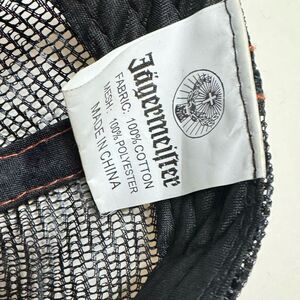 Jägermeister
FABRIC: 100% COTTON
MESH: 100% POLYESTER
MADE IN CHINA